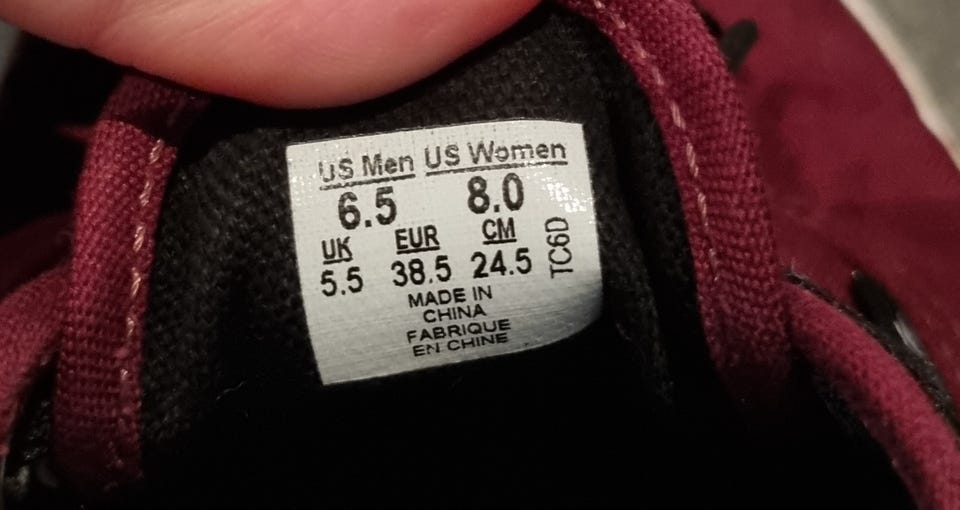 US Men US Women
6.5 8.0
UK EUR CM
5.5 38.5 24.5
TC6D
MADE IN
CHINA
FABRIQUE
EN CHINE